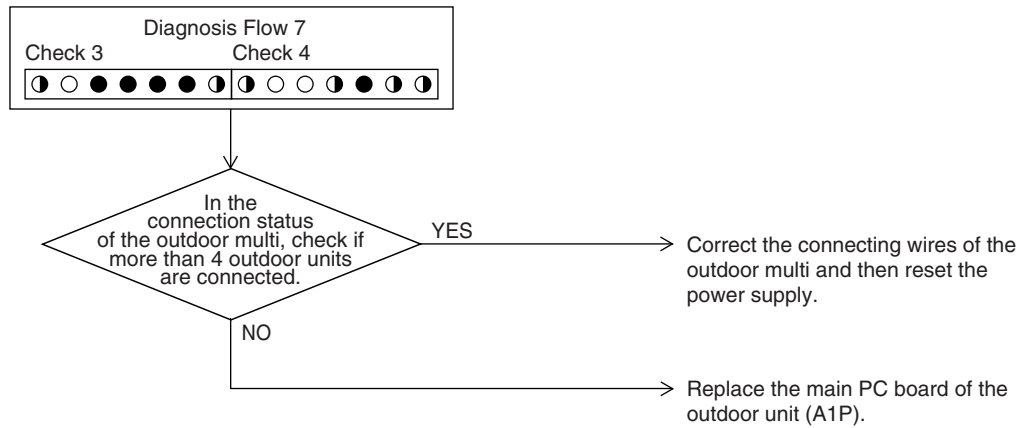 Diagnosis Flow 7
Check 3 Check 4
In the
connection status
of the outdoor multi, check if
more than 4 outdoor units
are connected.
YES
Correct the connecting wires of the
outdoor multi and then reset the
power supply.
NO
Replace the main PC board of the
outdoor unit (A1P).